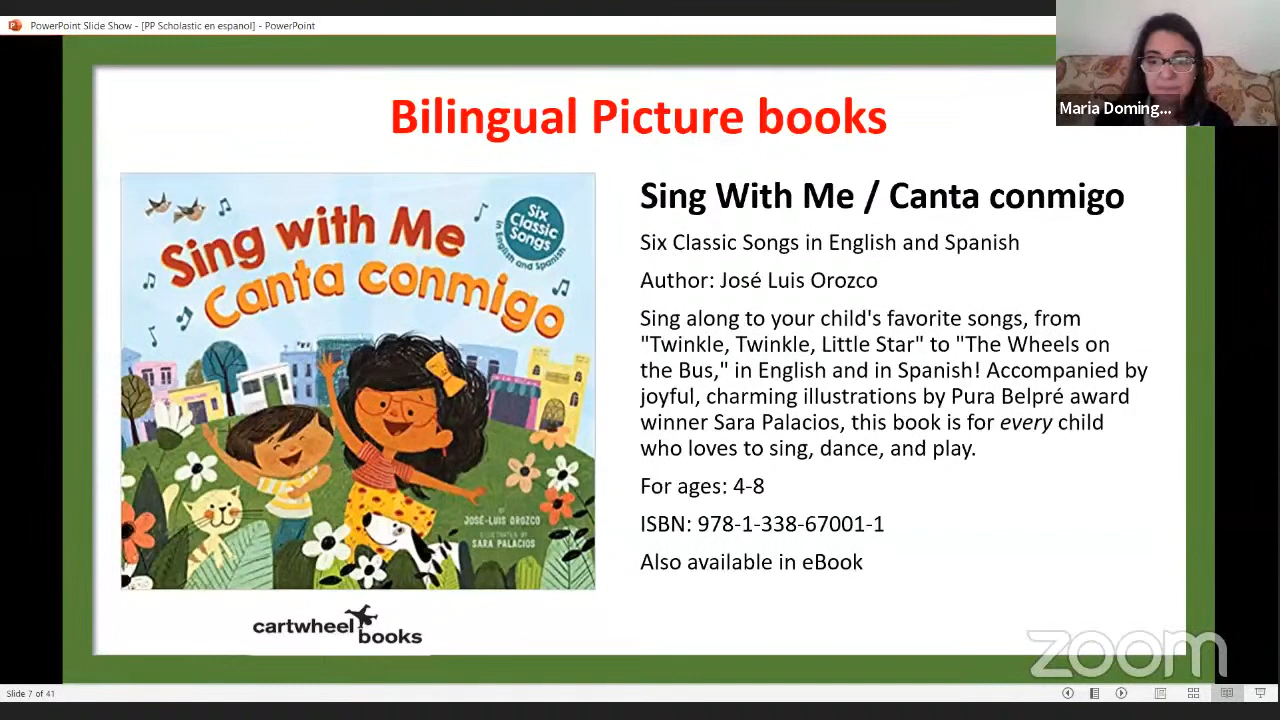 PowerPoint Slide Show - [PP Scholastic en espanol] - PowerPoint
Maria Doming...
Bilingual Picture books
Sing with Me
Canta conmigo
Six
Classic
Songs
in English and Spanish
BY
JOSÉ-LUIS OROZCO
ILLUSTRATED BY
SARA PALACIOS
cartwheel books
Sing With Me / Canta conmigo
Six Classic Songs in English and Spanish
Author: José Luis Orozco
Sing along to your child's favorite songs, from
"Twinkle, Twinkle, Little Star" to "The Wheels on
the Bus," in English and in Spanish! Accompanied by
joyful, charming illustrations by Pura Belpré award
winner Sara Palacios, this book is for every child
who loves to sing, dance, and play.
For ages: 4-8
ISBN: 978-1-338-67001-1
Also available in eBook
zoom
Slide 7 of 41